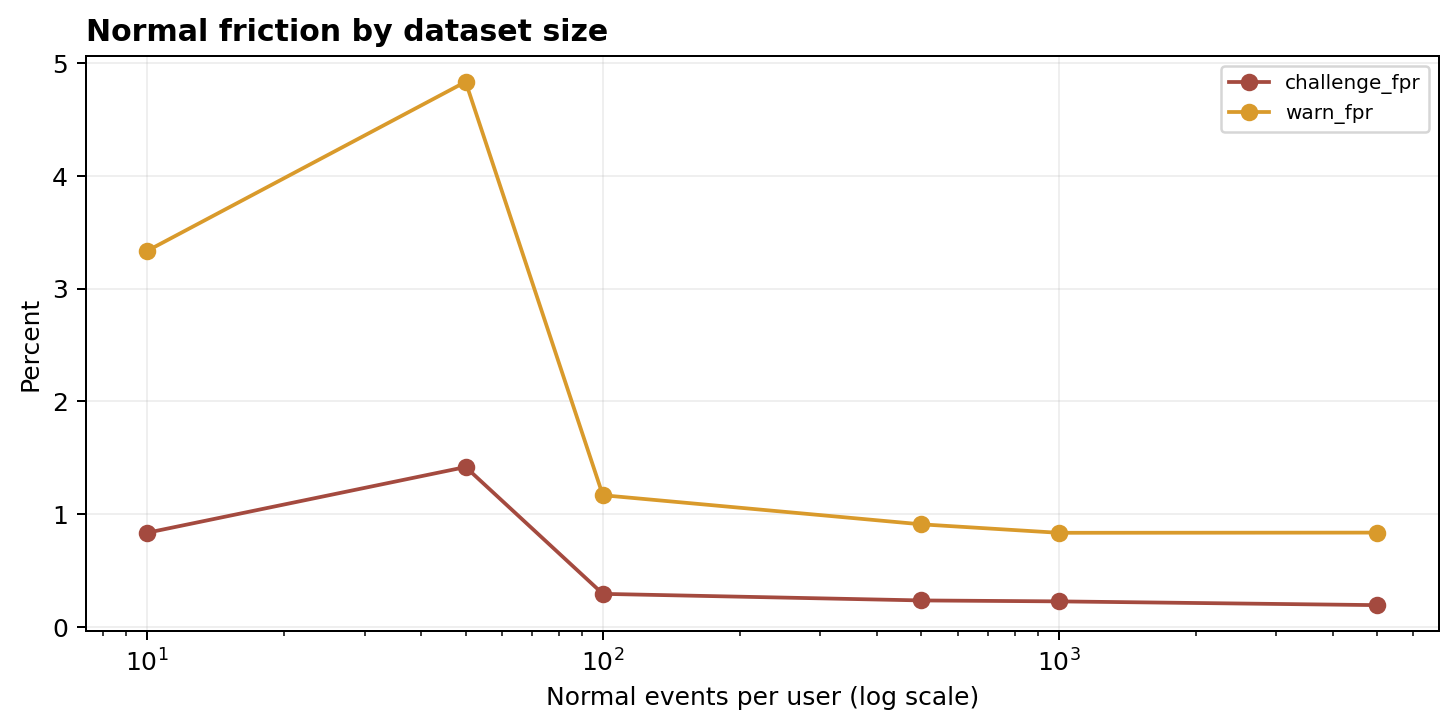 Normal friction by dataset size
challenge_fpr
warn_fpr
Percent
5
4
3
2
1
0
10¹
10²
10³
Normal events per user (log scale)